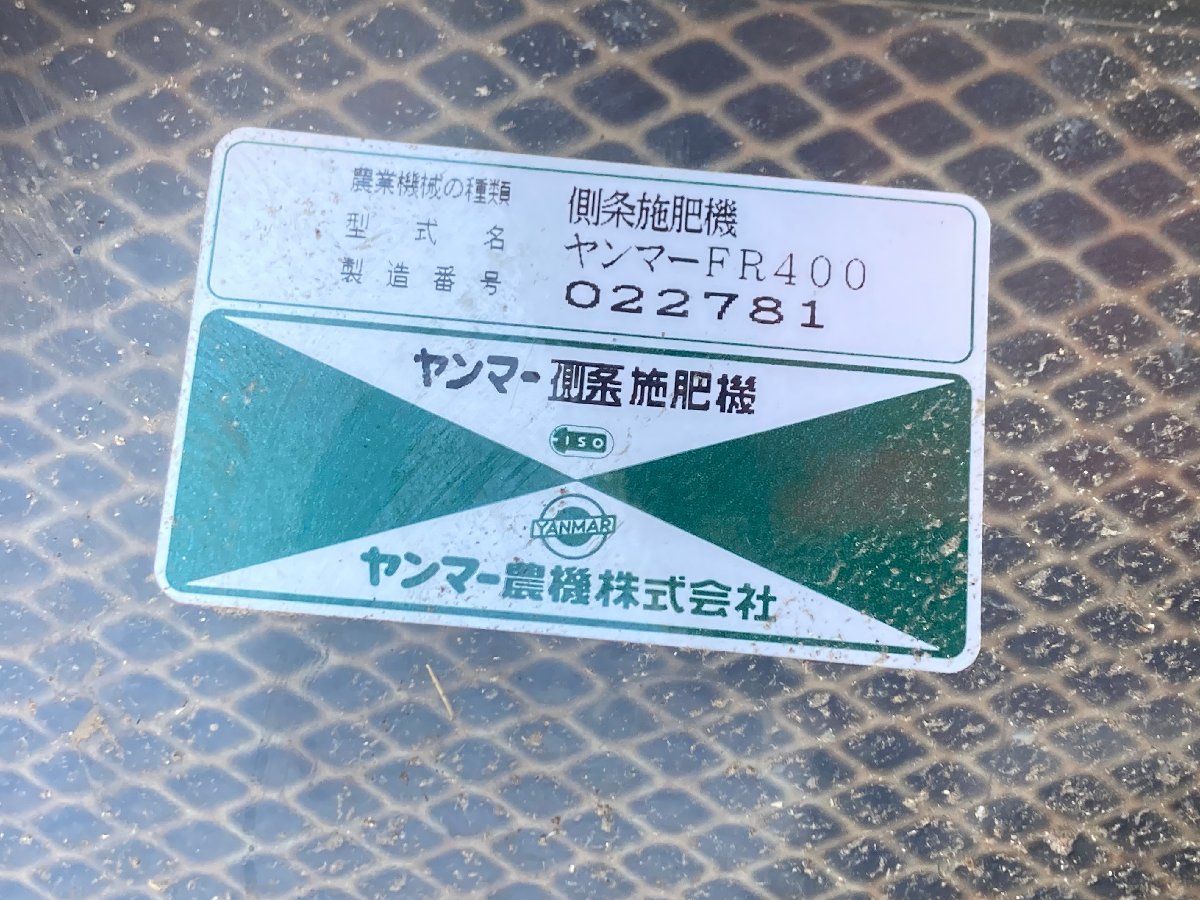 農業機械の種類 側条施肥機
型式名 ヤンマーFR400
製造番号 022781
ヤンマー側条施肥機
ISO
YANMAR
ヤンマー農機株式会社